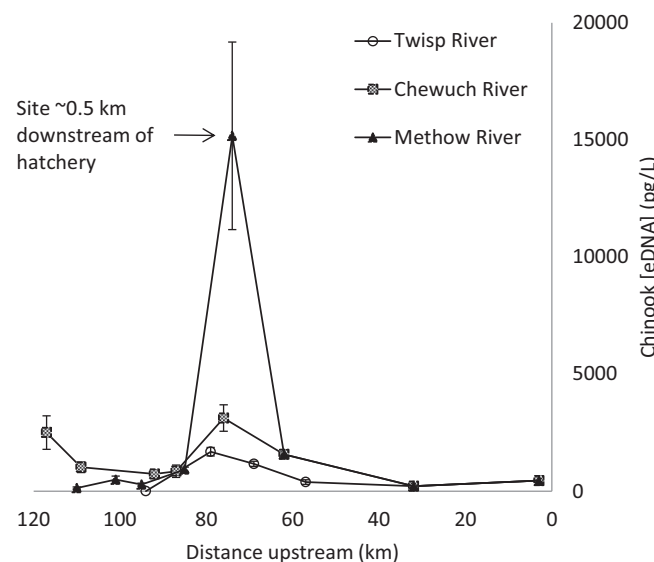 Twisp River
Chewuch River
Methow River
Site ~0.5 km
downstream of
hatchery
20000
15000
10000
5000
0
Chinook [eDNA] (pg/L)
120
100
80
60
40
20
0
Distance upstream (km)